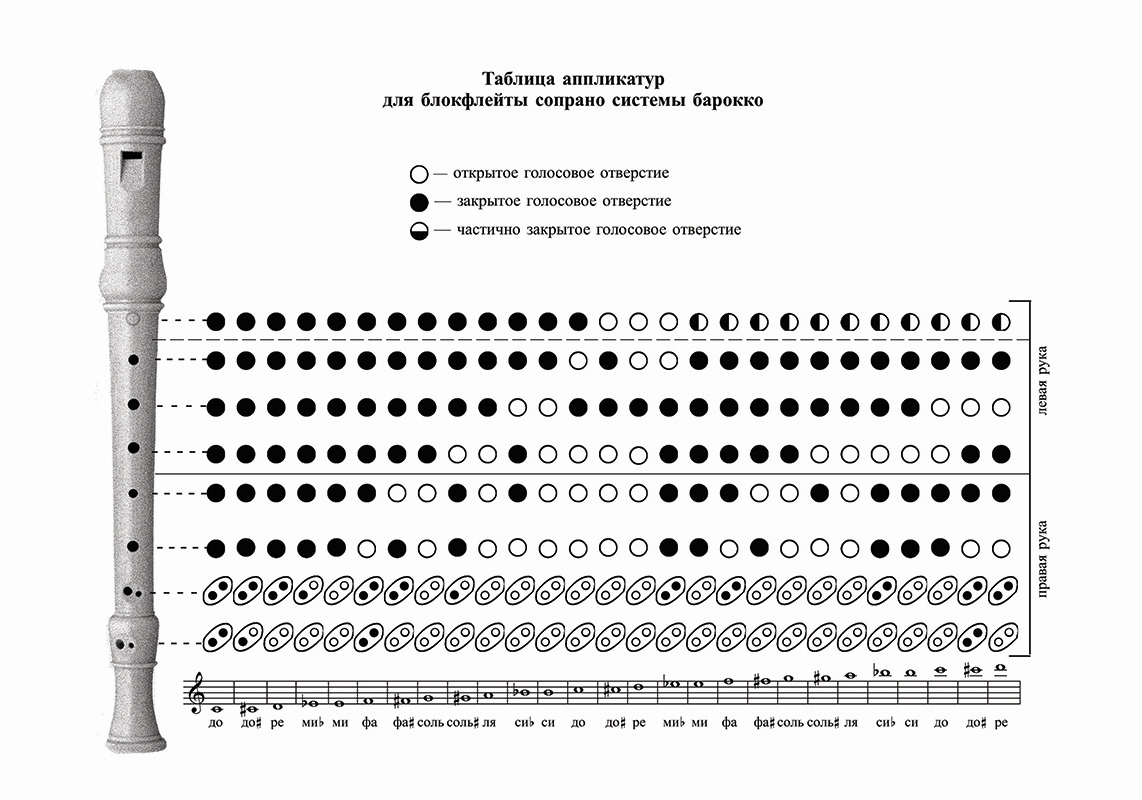 Таблица аппликатур
для блокфлейты сопрано системы барокко
— открытое голосовое отверстие
— закрытое голосовое отверстие
— частично закрытое голосовое отверстие
левая рука
правая рука
до до♯ ре ми♭ ми фа фа♯ соль соль♯ ля си♭ си до до♯ ре ми♭ ми фа фа♯ соль соль♯ ля си♭ си до до♯ ре